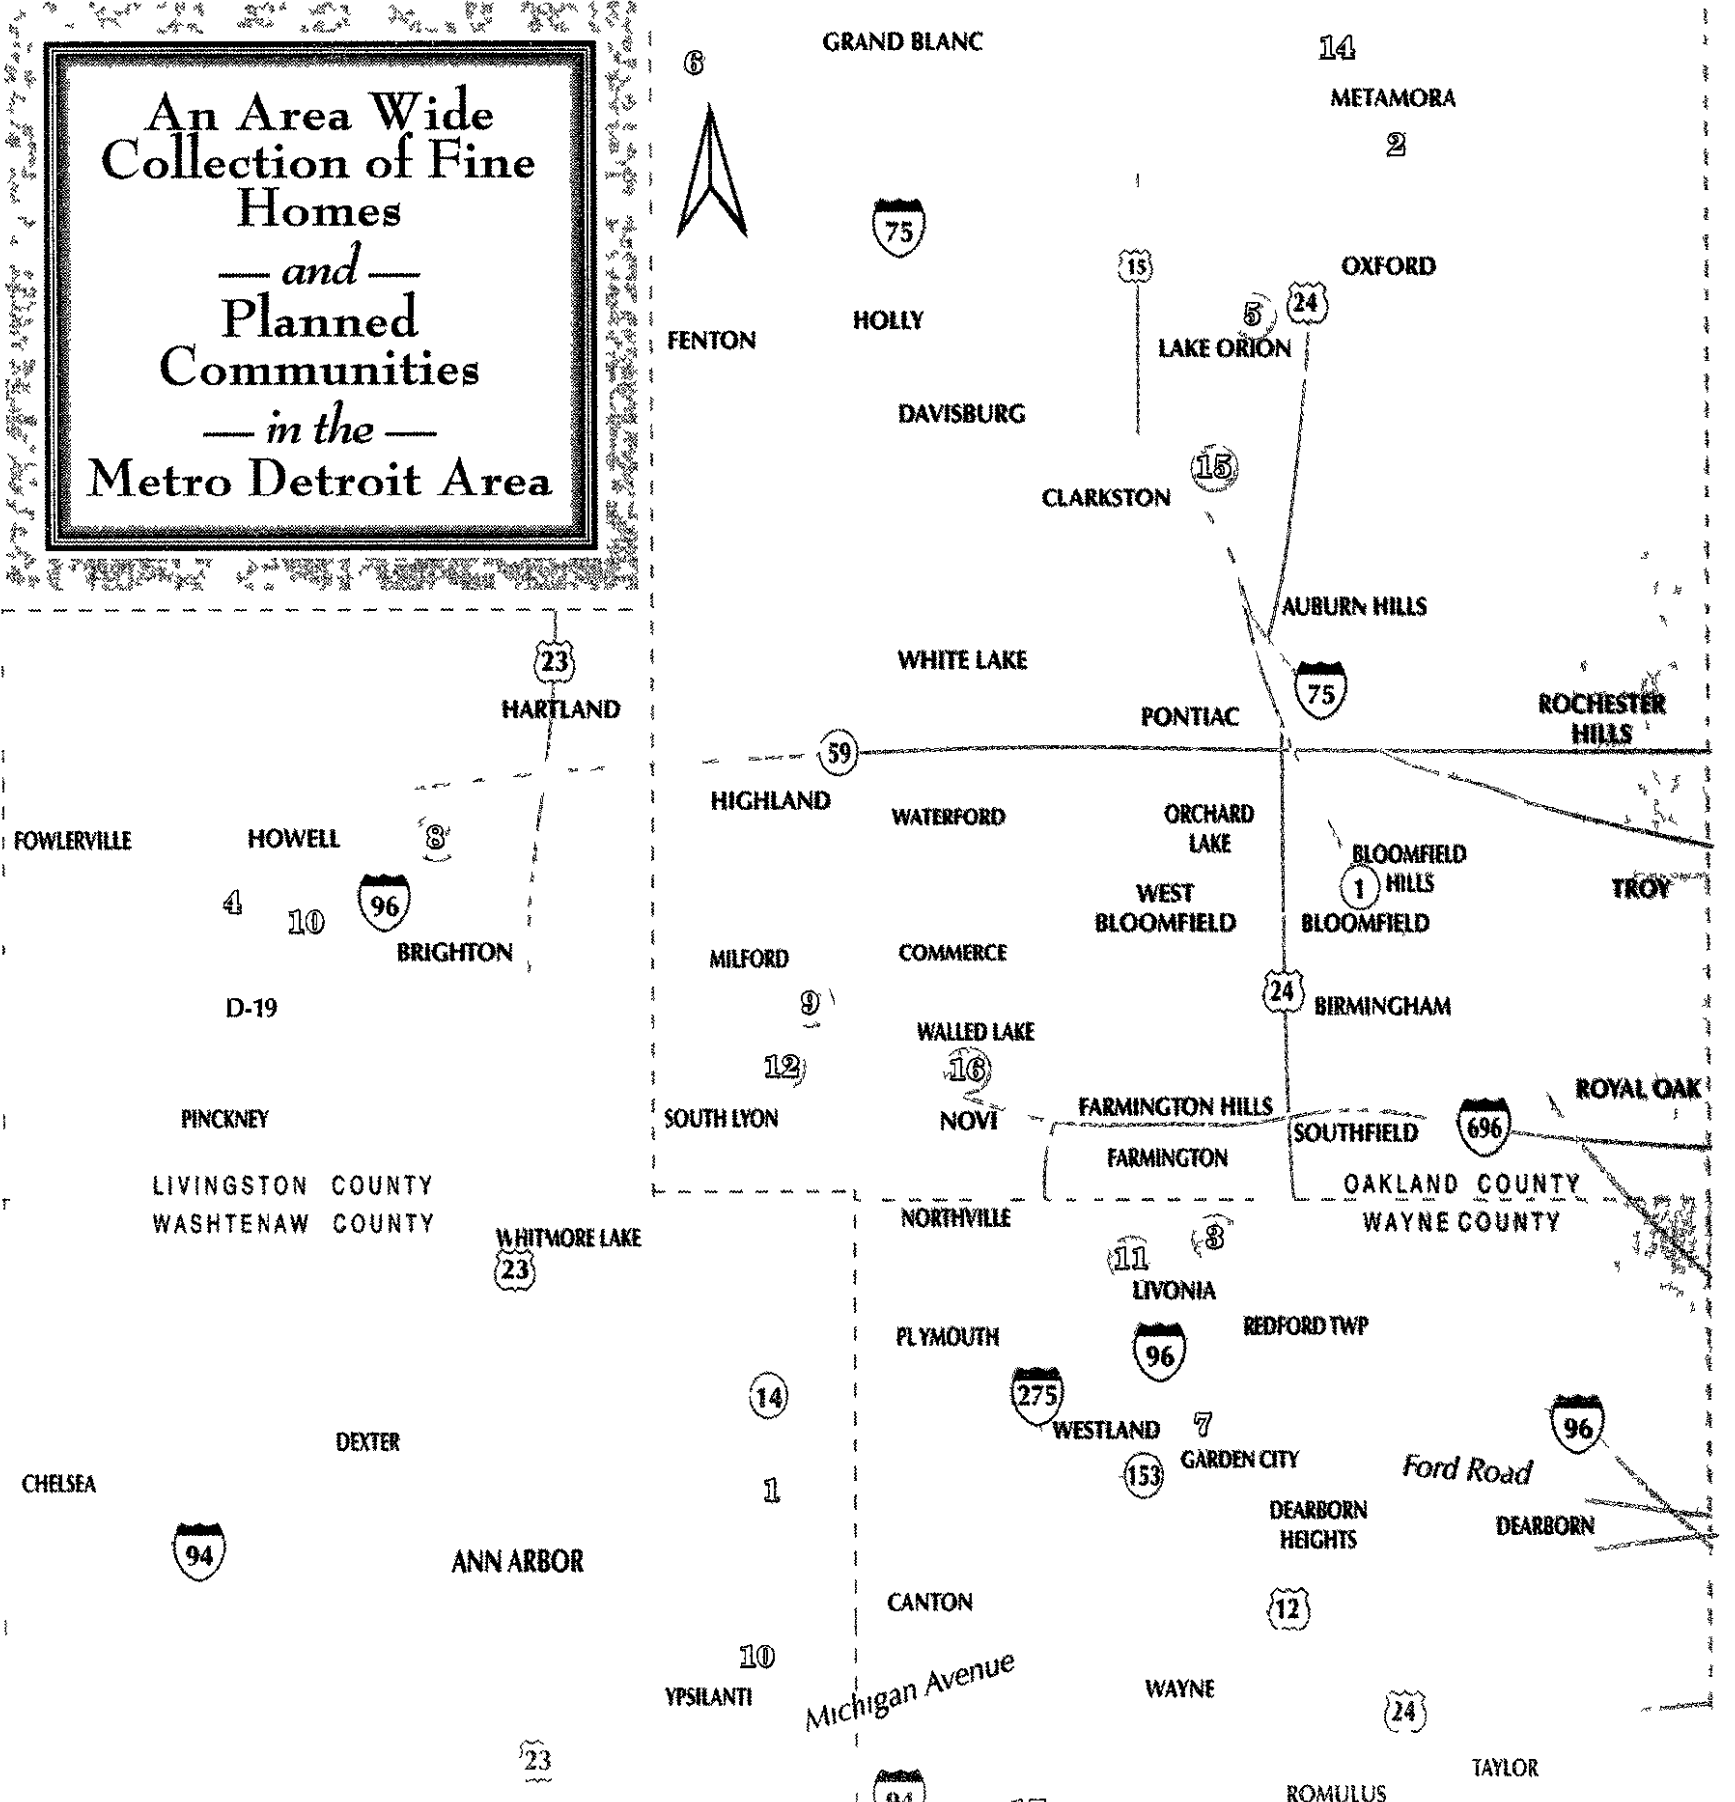 An Area Wide
Collection of Fine
Homes
— and —
Planned
Communities
— in the —
Metro Detroit Area
6
GRAND BLANC
14
METAMORA
2
75
15
OXFORD
5
24
HOLLY
FENTON
LAKE ORION
DAVISBURG
15
CLARKSTON
AUBURN HILLS
23
WHITE LAKE
75
HARTLAND
PONTIAC
ROCHESTER
HILLS
59
HIGHLAND
WATERFORD
ORCHARD
LAKE
FOWLERVILLE
HOWELL
8
BLOOMFIELD
HILLS
1
TROY
4
10
96
WEST
BLOOMFIELD
BLOOMFIELD
BRIGHTON
MILFORD
COMMERCE
D-19
9
24
BIRMINGHAM
WALLED LAKE
12
16
ROYAL OAK
PINCKNEY
SOUTH LYON
NOVI
FARMINGTON HILLS
SOUTHFIELD
696
FARMINGTON
LIVINGSTON COUNTY
OAKLAND COUNTY
WASHTENAW COUNTY
NORTHVILLE
WAYNE COUNTY
WHITMORE LAKE
23
11
3
LIVONIA
PLYMOUTH
REDFORD TWP
96
14
275
WESTLAND
7
96
DEXTER
GARDEN CITY
Ford Road
CHELSEA
1
153
DEARBORN
HEIGHTS
DEARBORN
94
ANN ARBOR
CANTON
12
10
YPSILANTI
Michigan Avenue
WAYNE
24
23
TAYLOR
94
ROMULUS